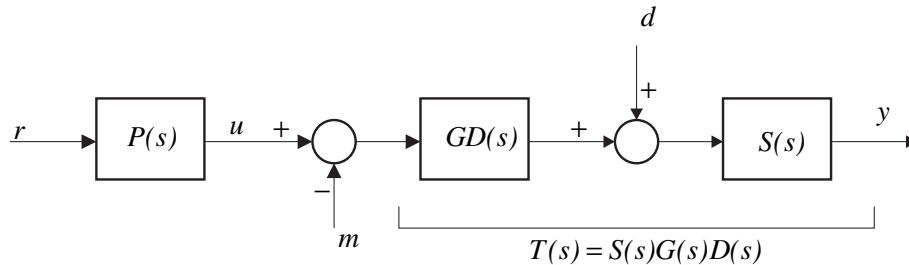 d
+
r
P(s)
u
+
−
m
GD(s)
+
S(s)
y
T(s) = S(s)G(s)D(s)